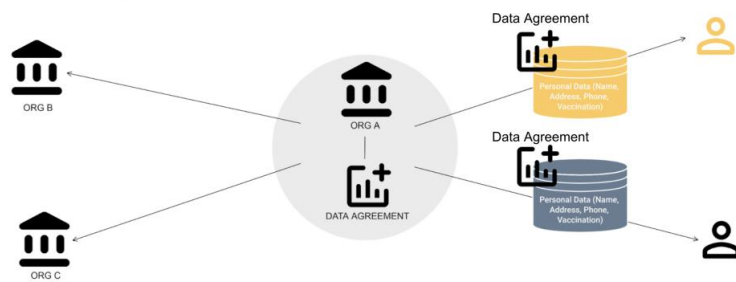 Data Agreement
Personal Data (Name,
Address, Phone,
Vaccination)
ORG B
ORG A
Data Agreement
Personal Data (Name,
Address, Phone,
Vaccination)
DATA AGREEMENT
ORG C